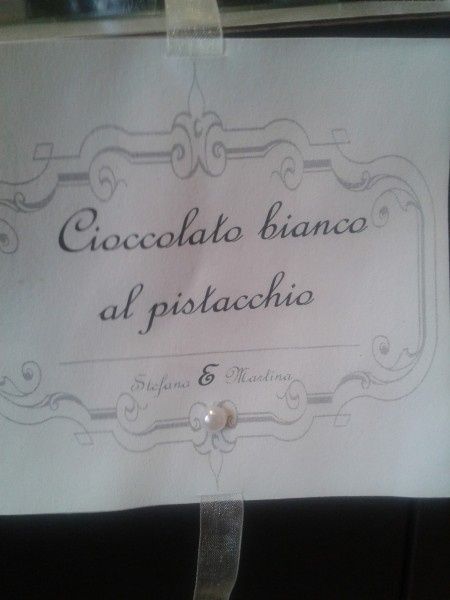 Cioccolato bianco
al pistacchio
Stefano & Martina